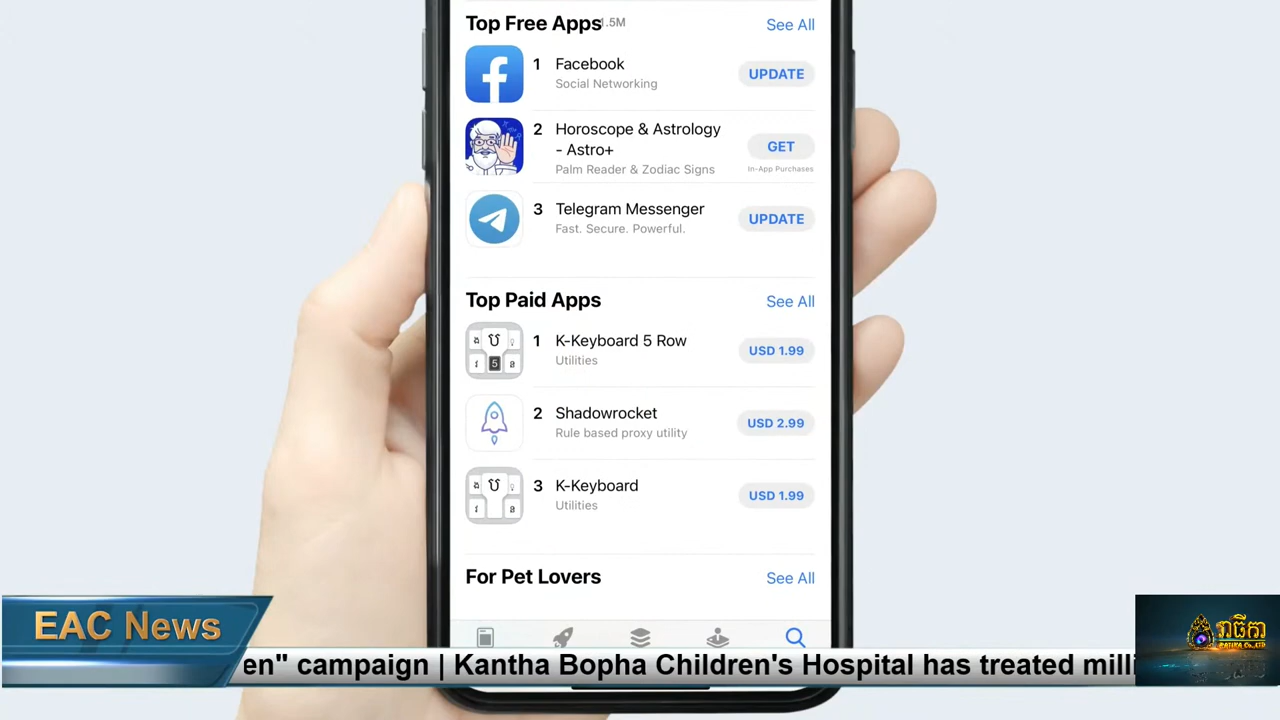 Top Free Apps
1.5M
See All
1
Facebook
Social Networking
UPDATE
2
Horoscope & Astrology
- Astro+
Palm Reader & Zodiac Signs
GET
In-App Purchases
3
Telegram Messenger
Fast. Secure. Powerful.
UPDATE
Top Paid Apps
See All
1
K-Keyboard 5 Row
Utilities
USD 1.99
2
Shadowrocket
Rule based proxy utility
USD 2.99
3
K-Keyboard
Utilities
USD 1.99
For Pet Lovers
See All
EAC News
en" campaign | Kantha Bopha Children's Hospital has treated milli